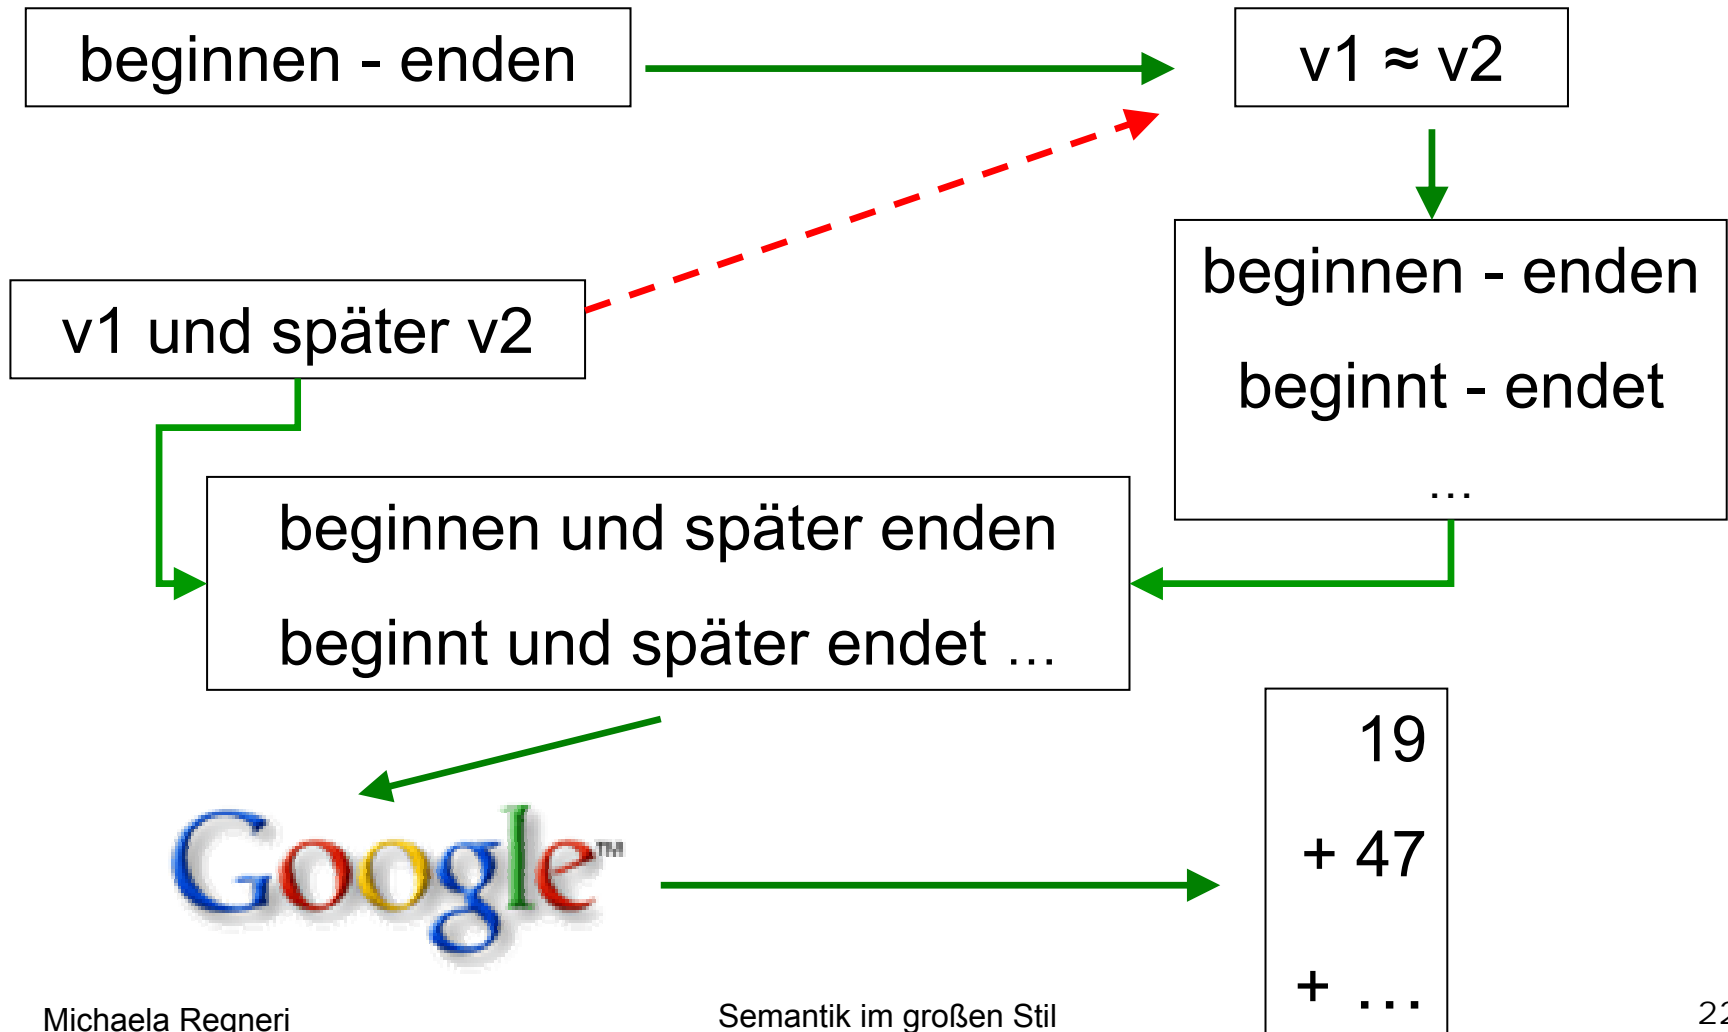 beginnen - enden
v1 ≈ v2
v1 und später v2
beginnen - enden
beginnt - endet
...
beginnen und später enden
beginnt und später endet ...
Google™
19
+ 47
+ ...
Michaela Regneri
Semantik im großen Stil
22